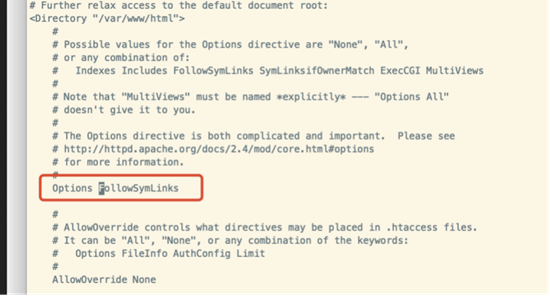 # Further relax access to the default document root:
<Directory "/var/www/html">
#
# Possible values for the Options directive are "None", "All",
# or any combination of:
#   Indexes Includes FollowSymLinks SymLinksifOwnerMatch ExecCGI MultiViews
#
# Note that "MultiViews" must be named *explicitly* --- "Options All"
# doesn't give it to you.
#
# The Options directive is both complicated and important.  Please see
# http://httpd.apache.org/docs/2.4/mod/core.html#options
# for more information.
#
Options FollowSymLinks
#
# AllowOverride controls what directives may be placed in .htaccess files.
# It can be "All", "None", or any combination of the keywords:
#   Options FileInfo AuthConfig Limit
#
AllowOverride None